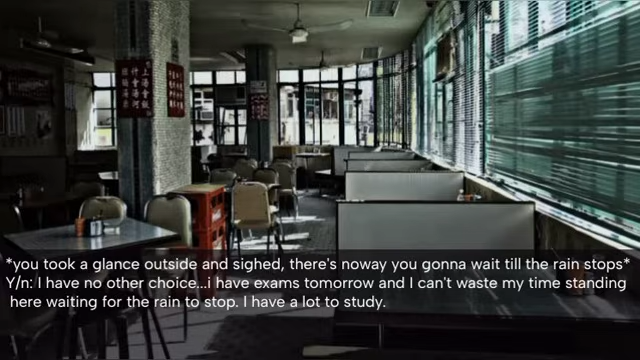 *you took a glance outside and sighed, there's noway you gonna wait till the rain stops*
Y/n: I have no other choice...i have exams tomorrow and I can't waste my time standing
here waiting for the rain to stop. I have a lot to study.